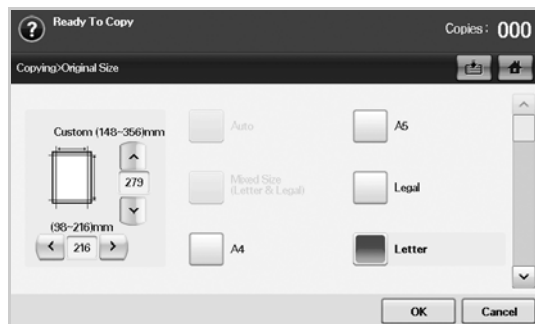 ? Ready To Copy
Copies : 000
Copying>Original Size
Custom (148~356)mm
279
(98~216)mm
216
Auto
A5
Mixed Size
(Letter & Legal)
Legal
A4
Letter
OK
Cancel